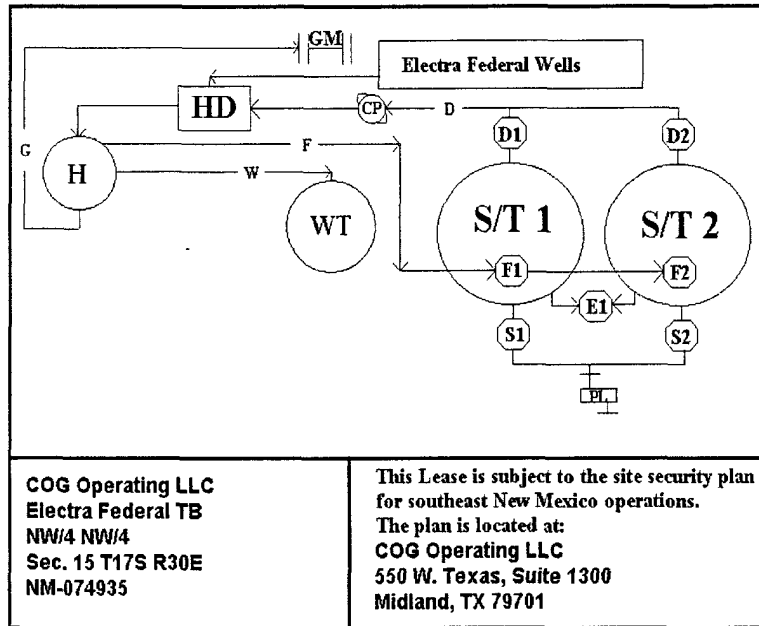 GM
Electra Federal Wells
HD
CP
D
D1
D2
G
F
H
W
WT
S/T 1
S/T 2
F1
F2
E1
S1
S2
PL
COG Operating LLC
Electra Federal TB
NW/4 NW/4
Sec. 15 T17S R30E
NM-074935
This Lease is subject to the site security plan
for southeast New Mexico operations.
The plan is located at:
COG Operating LLC
550 W. Texas, Suite 1300
Midland, TX 79701